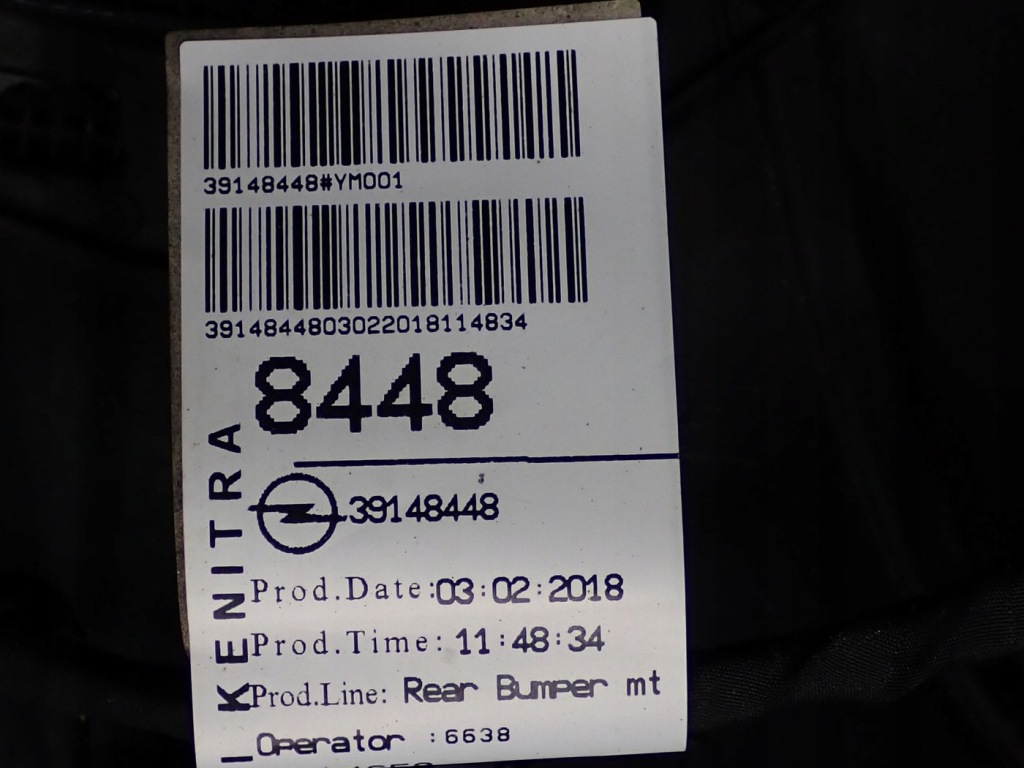 39148448#YM001
3914844803022018114834
8448
KENITRA
39148448
Prod.Date:03:02:2018
Prod.Time: 11:48:34
Prod.Line: Rear Bumper mt
Operator :6638